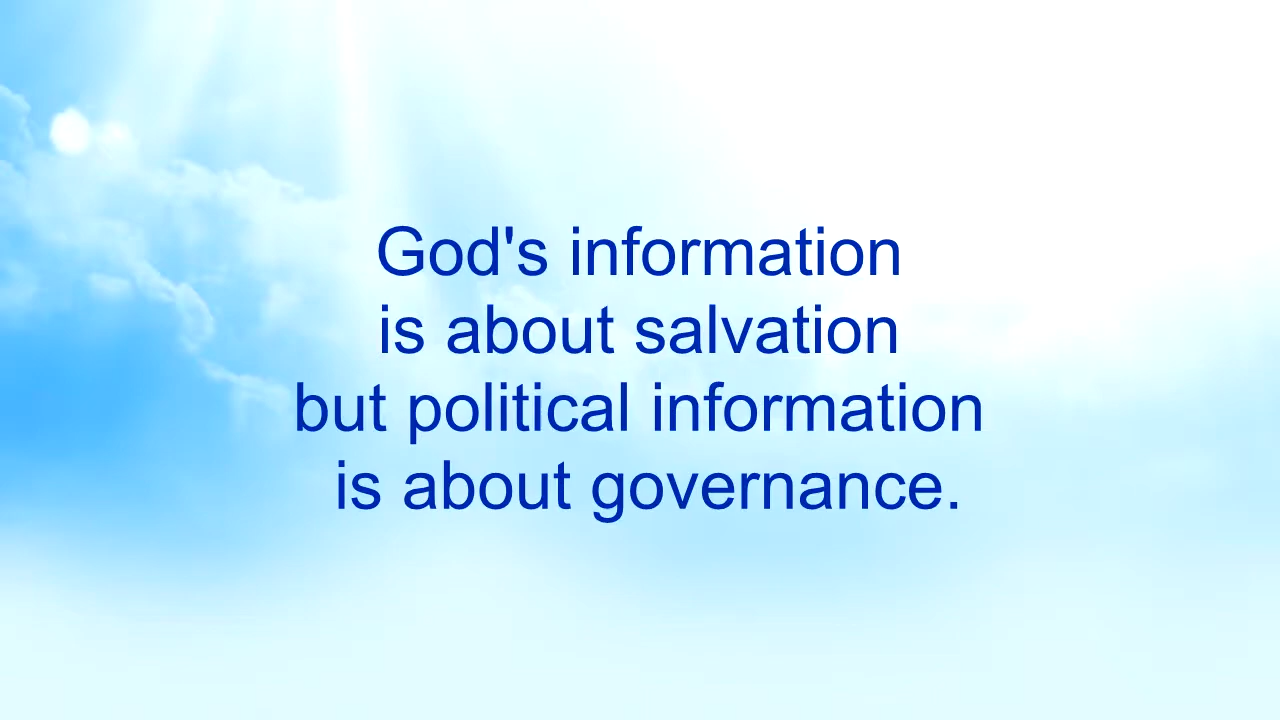 God's information
is about salvation
but political information
is about governance.